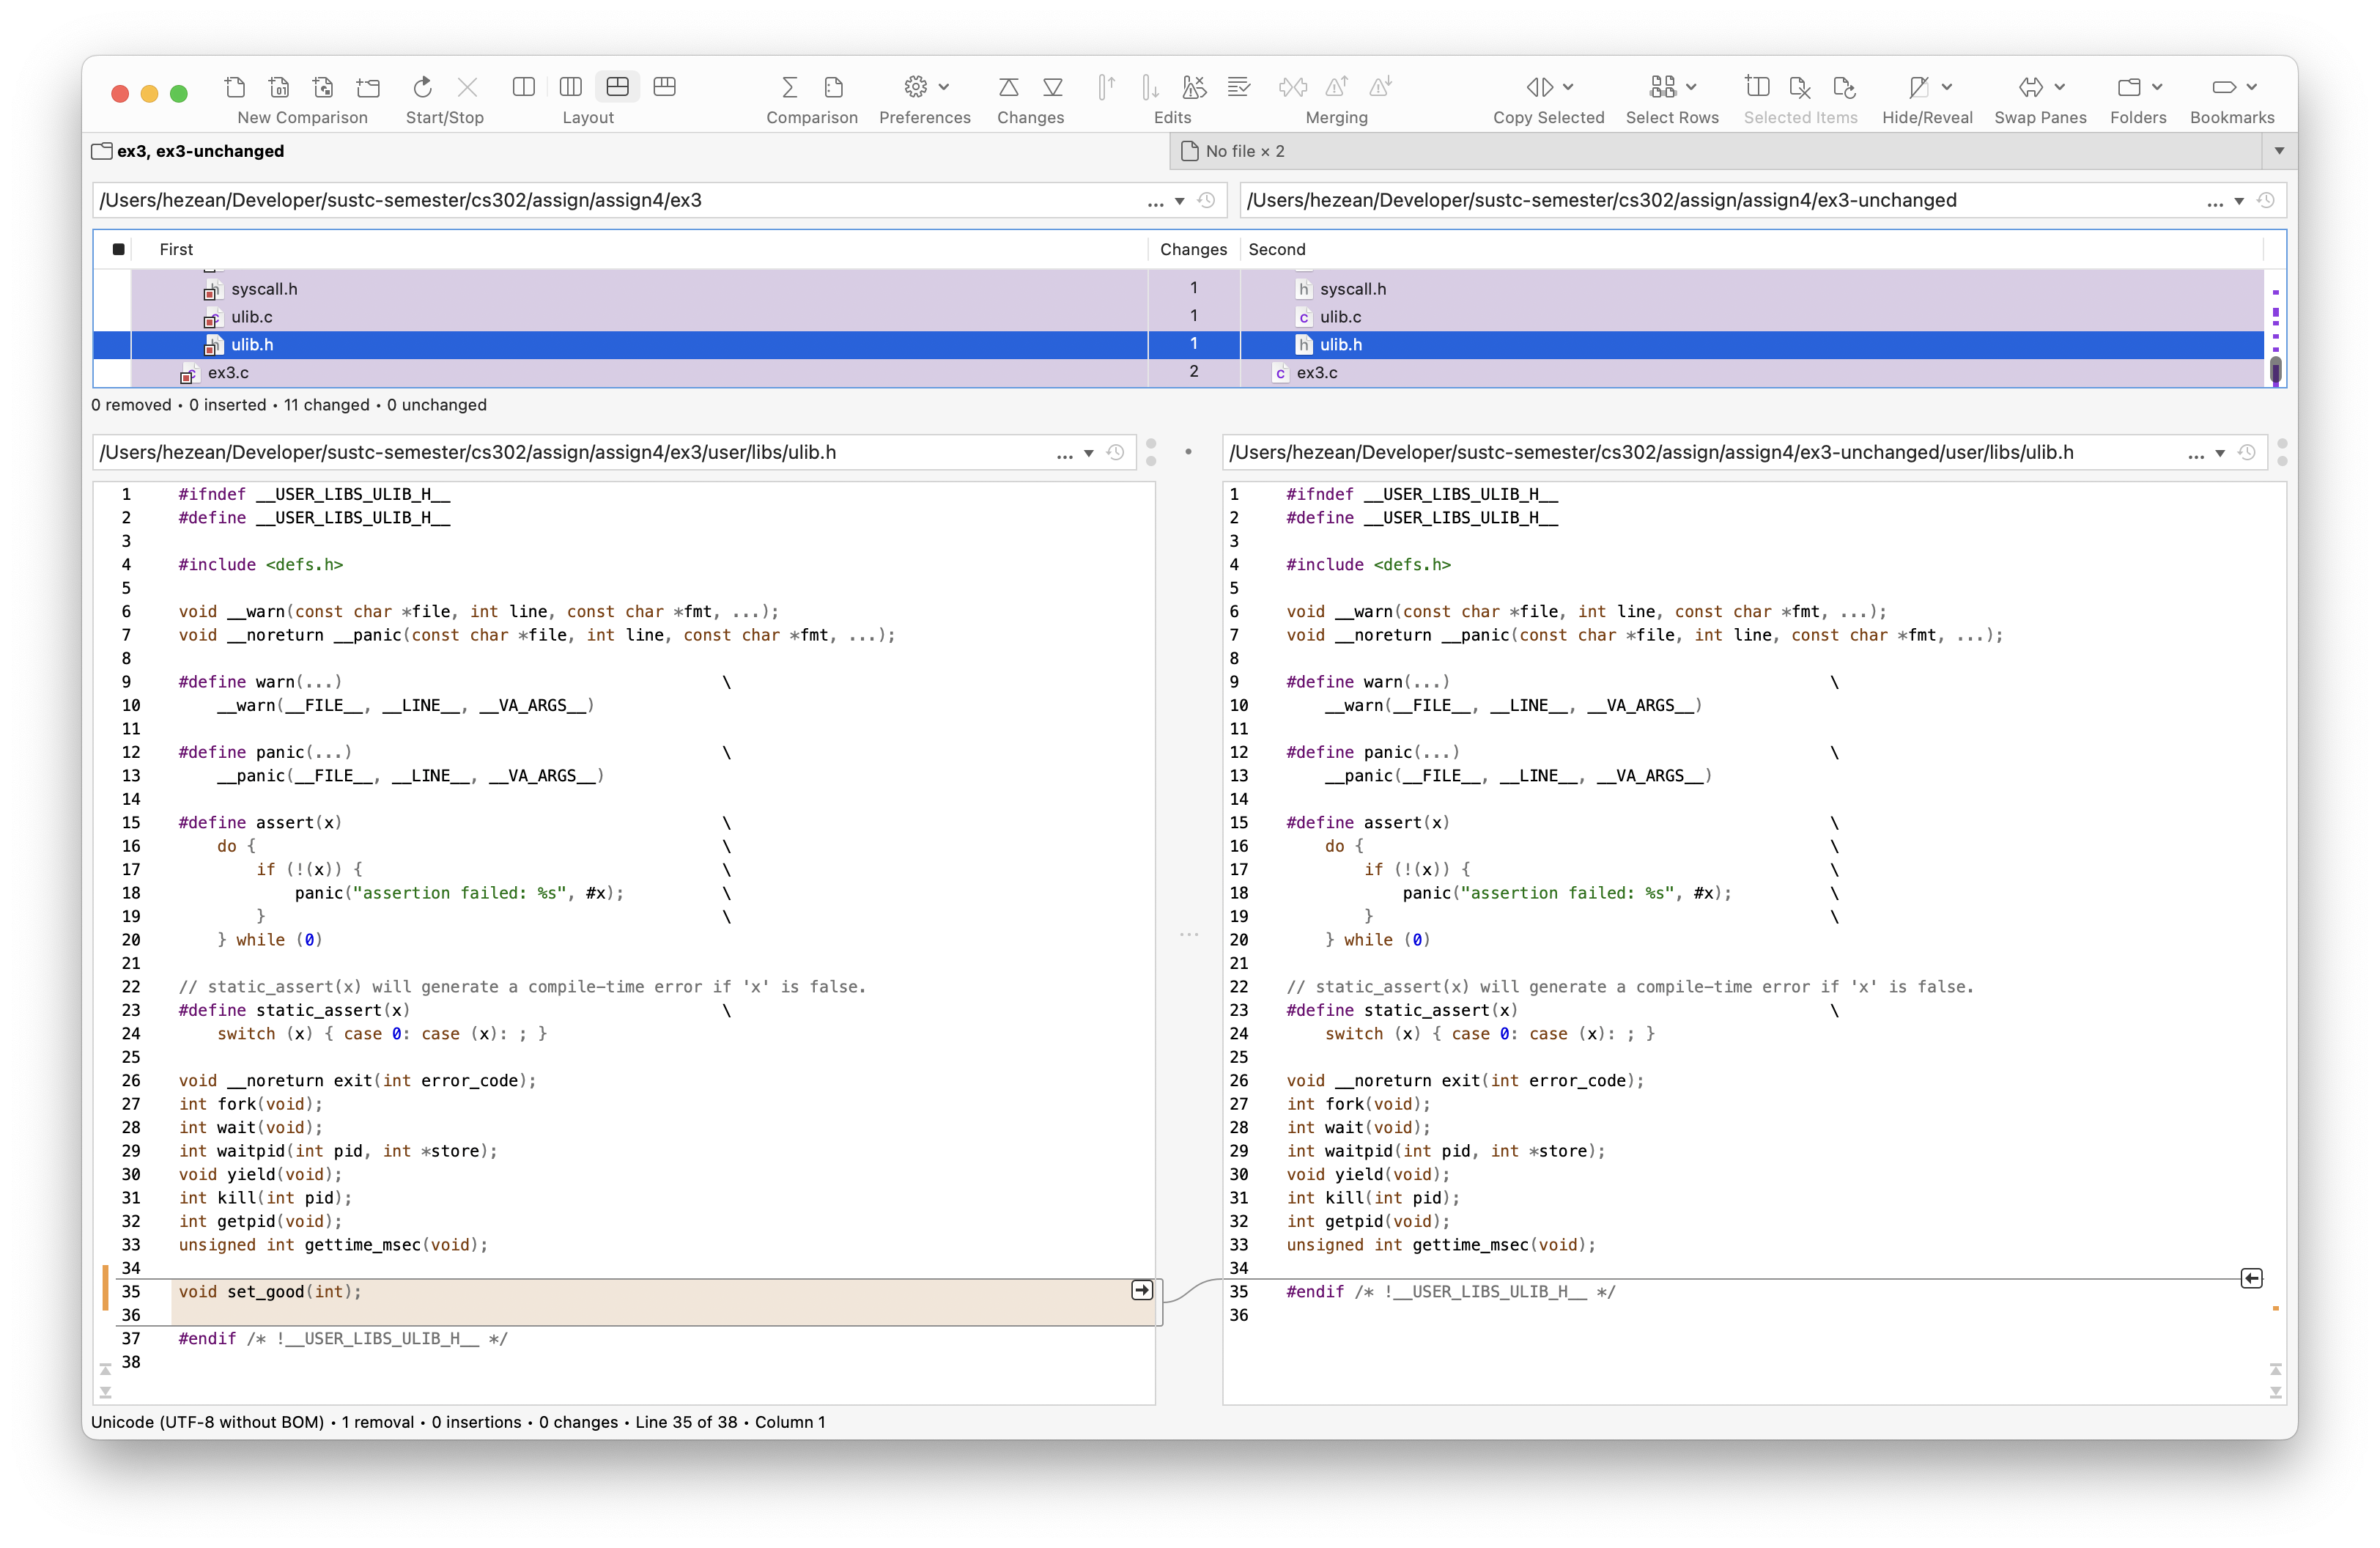 New Comparison Start/Stop Layout Comparison Preferences Changes Edits Merging Copy Selected Select Rows Selected Items Hide/Reveal Swap Panes Folders Bookmarks
ex3, ex3-unchanged
No file × 2
/Users/hezean/Developer/sustc-semester/cs302/assign/assign4/ex3 ...
/Users/hezean/Developer/sustc-semester/cs302/assign/assign4/ex3-unchanged ...
First Changes Second
syscall.h 1 syscall.h
ulib.c 1 ulib.c
ulib.h 1 ulib.h
ex3.c 2 ex3.c
0 removed • 0 inserted • 11 changed • 0 unchanged
/Users/hezean/Developer/sustc-semester/cs302/assign/assign4/ex3/user/libs/ulib.h ...
1 #ifndef __USER_LIBS_ULIB_H__
2 #define __USER_LIBS_ULIB_H__
3
4 #include <defs.h>
5
6 void __warn(const char *file, int line, const char *fmt, ...);
7 void __noreturn __panic(const char *file, int line, const char *fmt, ...);
8
9 #define warn(...) \
10 __warn(__FILE__, __LINE__, __VA_ARGS__)
11
12 #define panic(...) \
13 __panic(__FILE__, __LINE__, __VA_ARGS__)
14
15 #define assert(x) \
16 do { \
17 if (!(x)) { \
18 panic("assertion failed: %s", #x); \
19 } \
20 } while (0)
21
22 // static_assert(x) will generate a compile-time error if 'x' is false.
23 #define static_assert(x) \
24 switch (x) { case 0: case (x): ; }
25
26 void __noreturn exit(int error_code);
27 int fork(void);
28 int wait(void);
29 int waitpid(int pid, int *store);
30 void yield(void);
31 int kill(int pid);
32 int getpid(void);
33 unsigned int gettime_msec(void);
34
35 void set_good(int);
36
37 #endif /* !__USER_LIBS_ULIB_H__ */
38
/Users/hezean/Developer/sustc-semester/cs302/assign/assign4/ex3-unchanged/user/libs/ulib.h ...
1 #ifndef __USER_LIBS_ULIB_H__
2 #define __USER_LIBS_ULIB_H__
3
4 #include <defs.h>
5
6 void __warn(const char *file, int line, const char *fmt, ...);
7 void __noreturn __panic(const char *file, int line, const char *fmt, ...);
8
9 #define warn(...) \
10 __warn(__FILE__, __LINE__, __VA_ARGS__)
11
12 #define panic(...) \
13 __panic(__FILE__, __LINE__, __VA_ARGS__)
14
15 #define assert(x) \
16 do { \
17 if (!(x)) { \
18 panic("assertion failed: %s", #x); \
19 } \
20 } while (0)
21
22 // static_assert(x) will generate a compile-time error if 'x' is false.
23 #define static_assert(x) \
24 switch (x) { case 0: case (x): ; }
25
26 void __noreturn exit(int error_code);
27 int fork(void);
28 int wait(void);
29 int waitpid(int pid, int *store);
30 void yield(void);
31 int kill(int pid);
32 int getpid(void);
33 unsigned int gettime_msec(void);
34
35 #endif /* !__USER_LIBS_ULIB_H__ */
36
Unicode (UTF-8 without BOM) • 1 removal • 0 insertions • 0 changes • Line 35 of 38 • Column 1